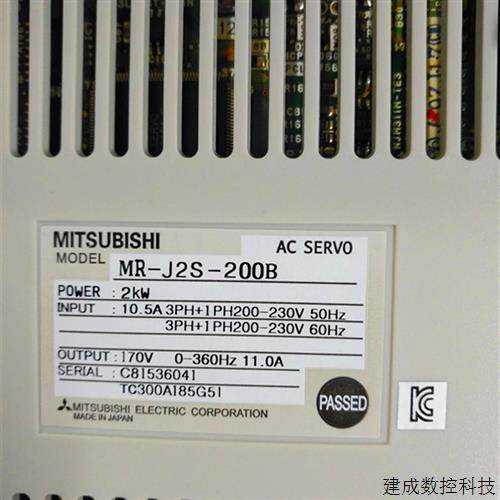 MITSUBISHI
AC SERVO
MODEL MR-J2S-200B
POWER : 2kW
INPUT : 10.5A 3PH+1PH200-230V 50Hz
3PH+1PH200-230V 60Hz
OUTPUT : 170V 0-360Hz 11.0A
SERIAL : C81536041
TC300A185G51
MITSUBISHI ELECTRIC CORPORATION
MADE IN JAPAN
PASSED
建成数控科技